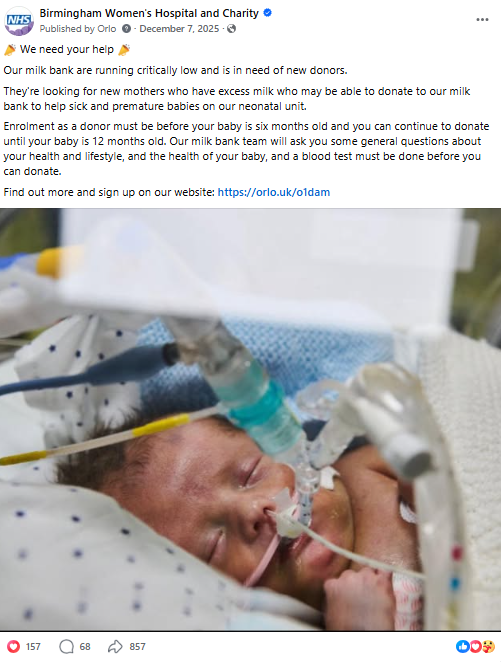 NHS
Birmingham Women's Hospital and Charity
Published by Orlo · December 7, 2025 ·
We need your help
Our milk bank are running critically low and is in need of new donors.
They're looking for new mothers who have excess milk who may be able to donate to our milk
bank to help sick and premature babies on our neonatal unit.
Enrolment as a donor must be before your baby is six months old and you can continue to donate
until your baby is 12 months old. Our milk bank team will ask you some general questions about
your health and lifestyle, and the health of your baby, and a blood test must be done before you
can donate.
Find out more and sign up on our website: https://orlo.uk/o1dam
157 68 857